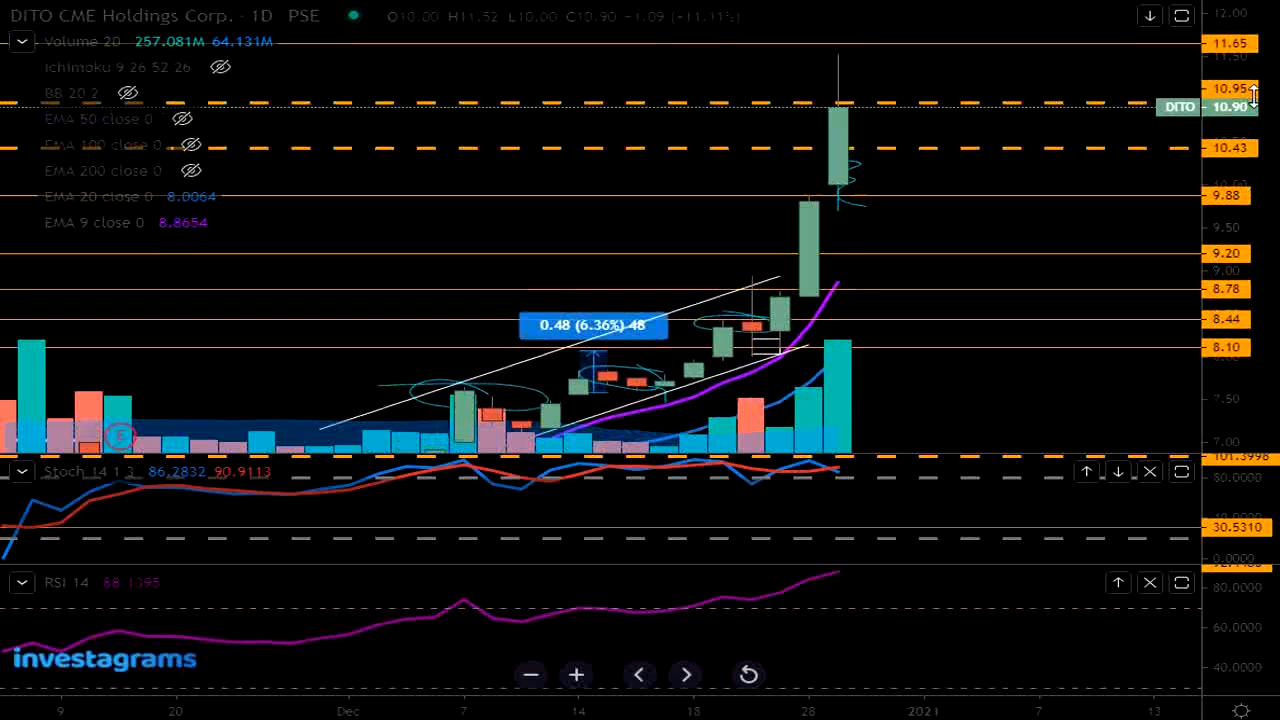 DITO CME Holdings Corp. · 1D PSE O10.00 H11.52 L10.00 C10.90
Volume 20 257.081M 64.131M
Ichimoku 9 26 52 26
BB 20 2
EMA 50 close 0
EMA 100 close 0
EMA 200 close 0
EMA 20 close 0 8.0064
EMA 9 close 0 8.8654
12.00
11.65
11.50
10.95
DITO 10.90
10.43
9.88
9.50
9.20
9.00
8.78
8.44
8.10
7.50
7.00
0.48 (6.36%) 48
E
Stoch 14 1 3 86.2832 90.9113
101.3998
80.0000
30.5310
0.0000
RSI 14 88.1395
80.0000
60.0000
40.0000
investagrams
9 20 Dec 7 14 18 28 2021 7 13